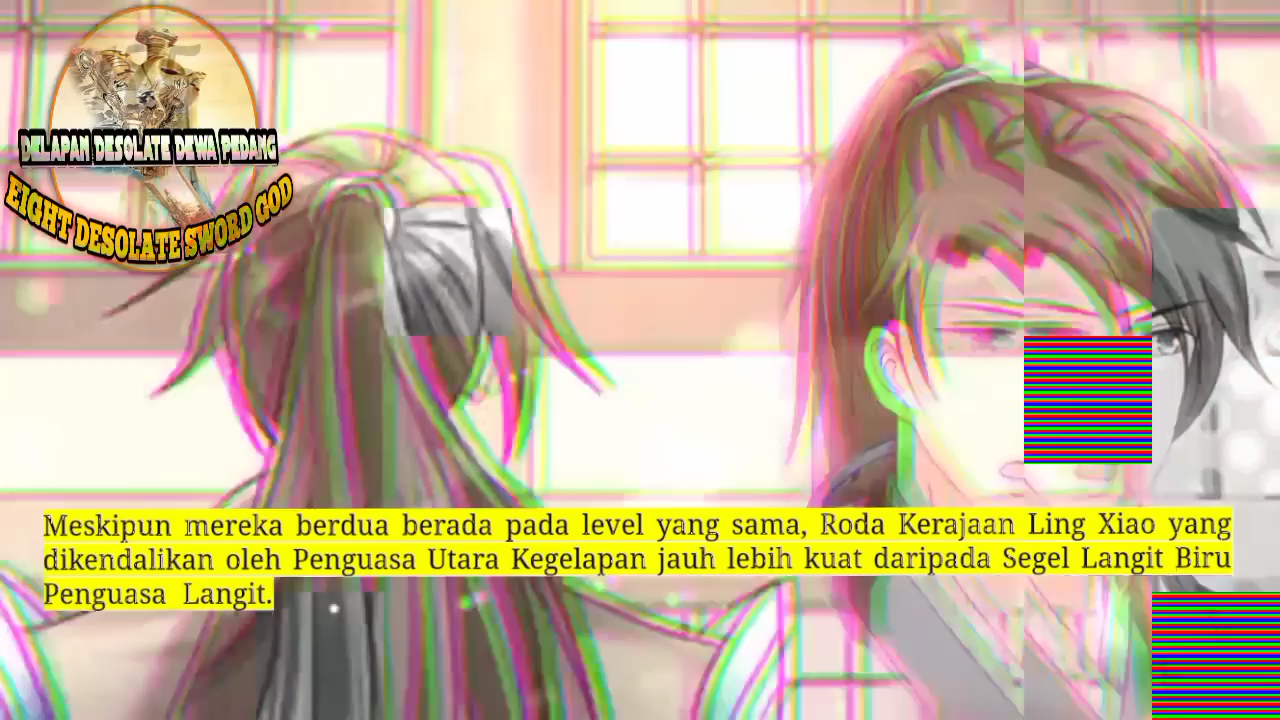 DELAPAN DESOLATE DEWA PEDANG
EIGHT DESOLATE SWORD GOD
Meskipun mereka berdua berada pada level yang sama, Roda Kerajaan Ling Xiao yang
dikendalikan oleh Penguasa Utara Kegelapan jauh lebih kuat daripada Segel Langit Biru
Penguasa Langit.